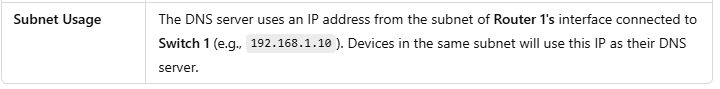 Subnet Usage
The DNS server uses an IP address from the subnet of Router 1's interface connected to
Switch 1 (e.g., 192.168.1.10 ). Devices in the same subnet will use this IP as their DNS
server.